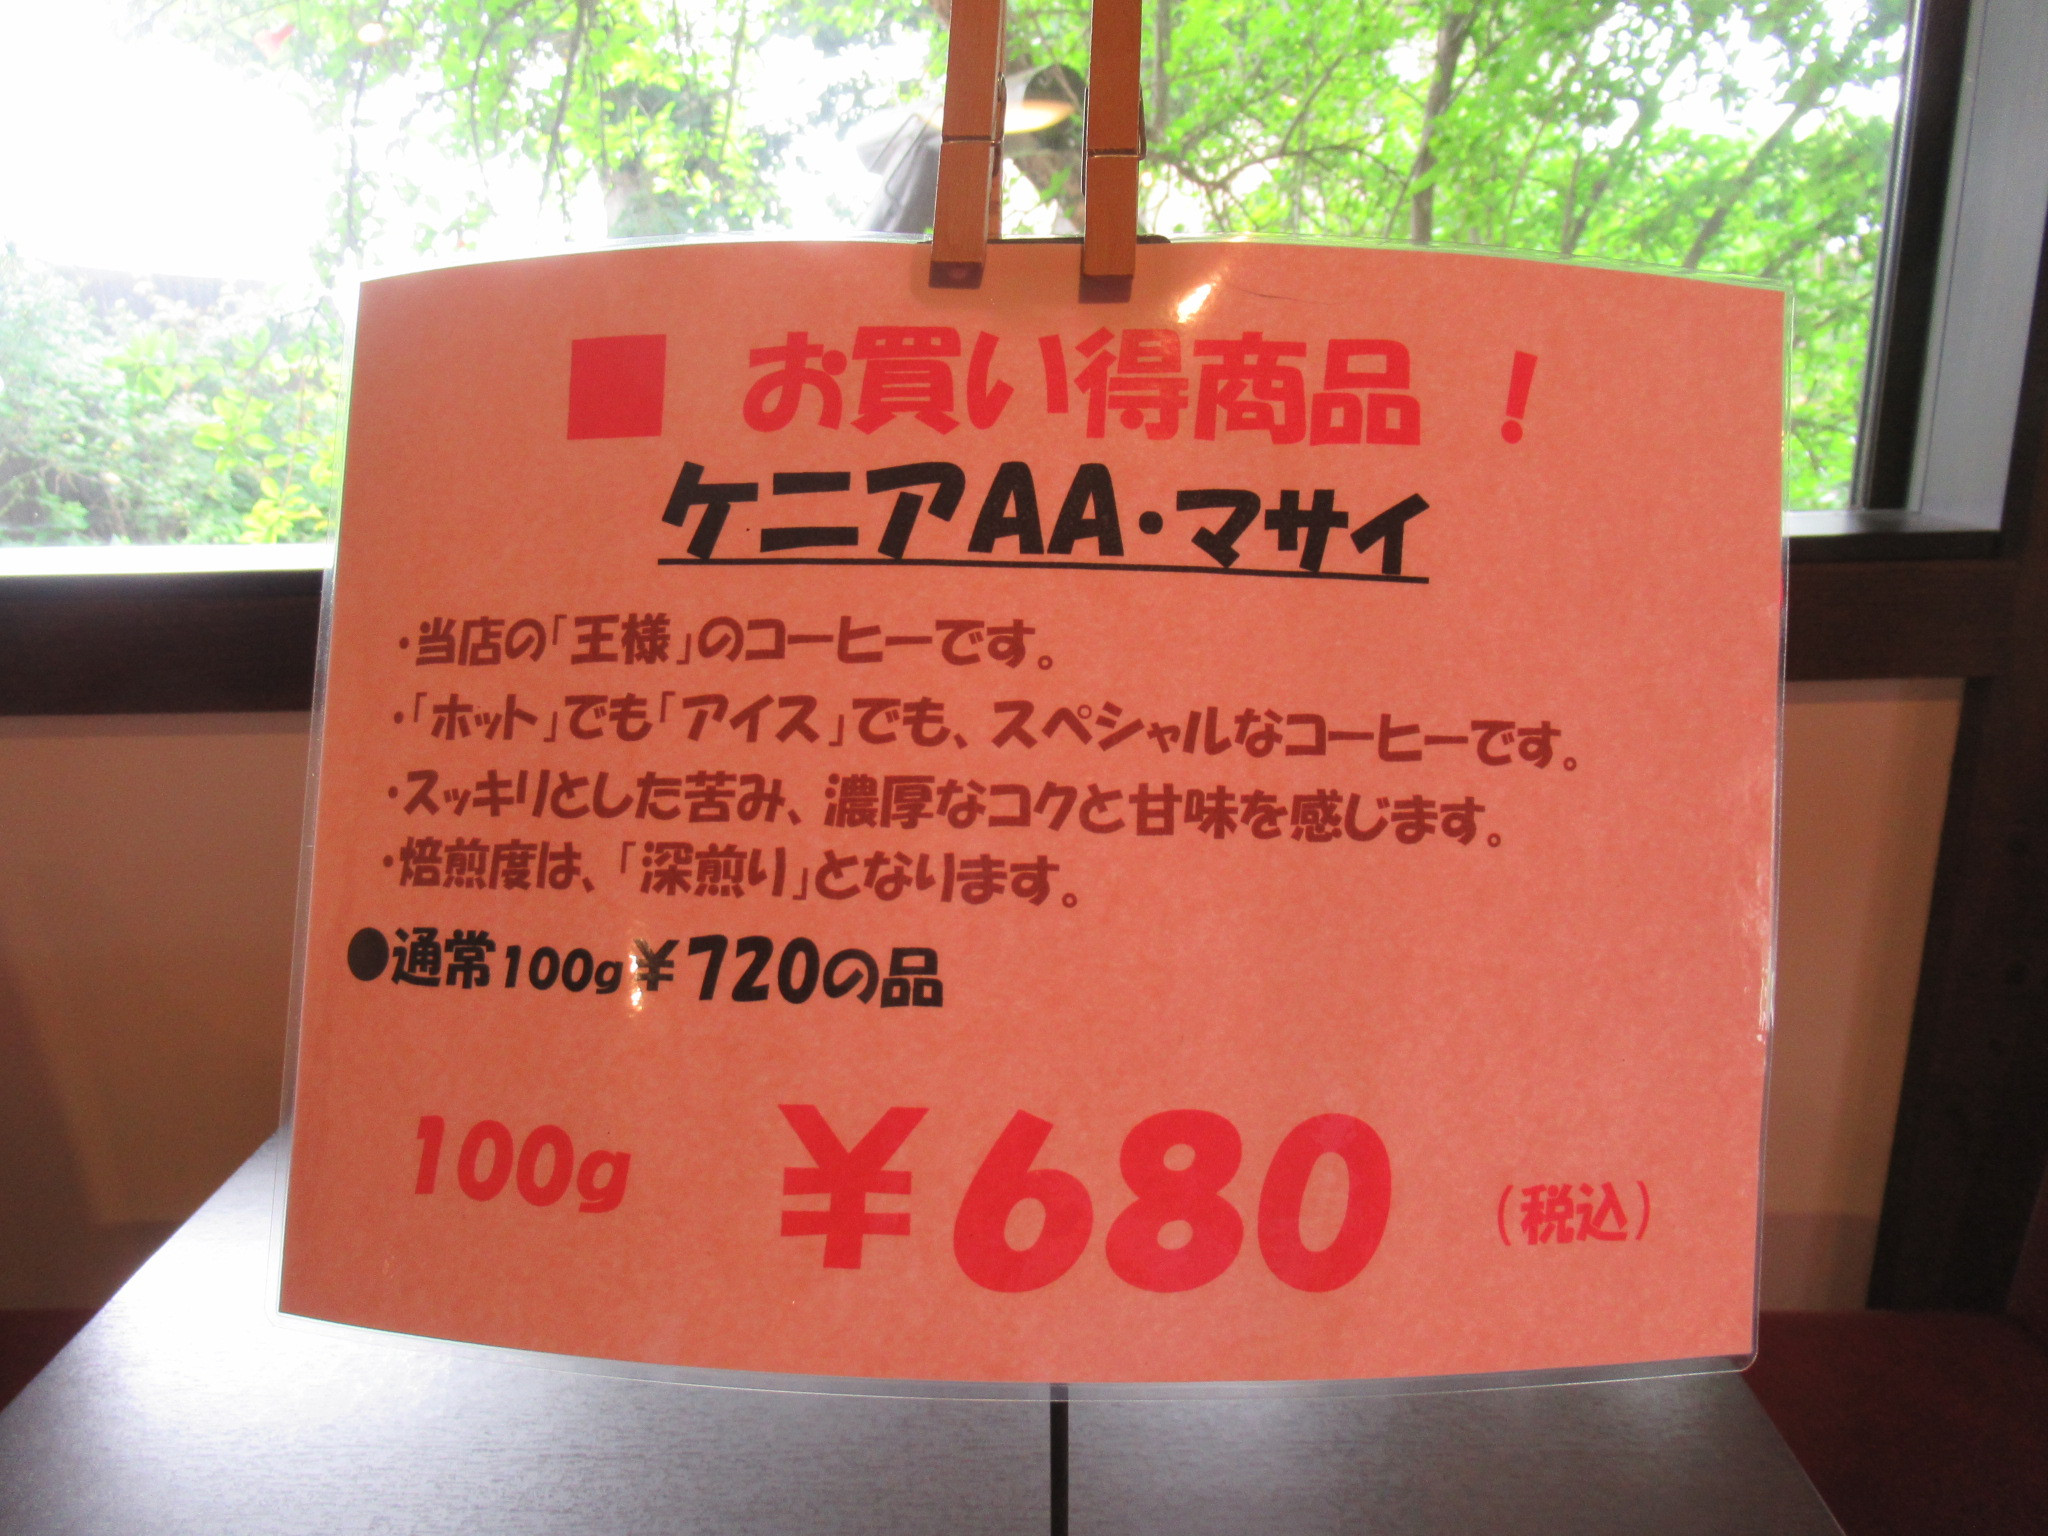 ■ お買い得商品！
ケニアAA・マサイ
・当店の「王様」のコーヒーです。
・「ホット」でも「アイス」でも、スペシャルなコーヒーです。
・スッキリとした苦み、濃厚なコクと甘味を感じます。
・焙煎度は、「深煎り」となります。
●通常100g￥720の品
100g ￥680 (税込)